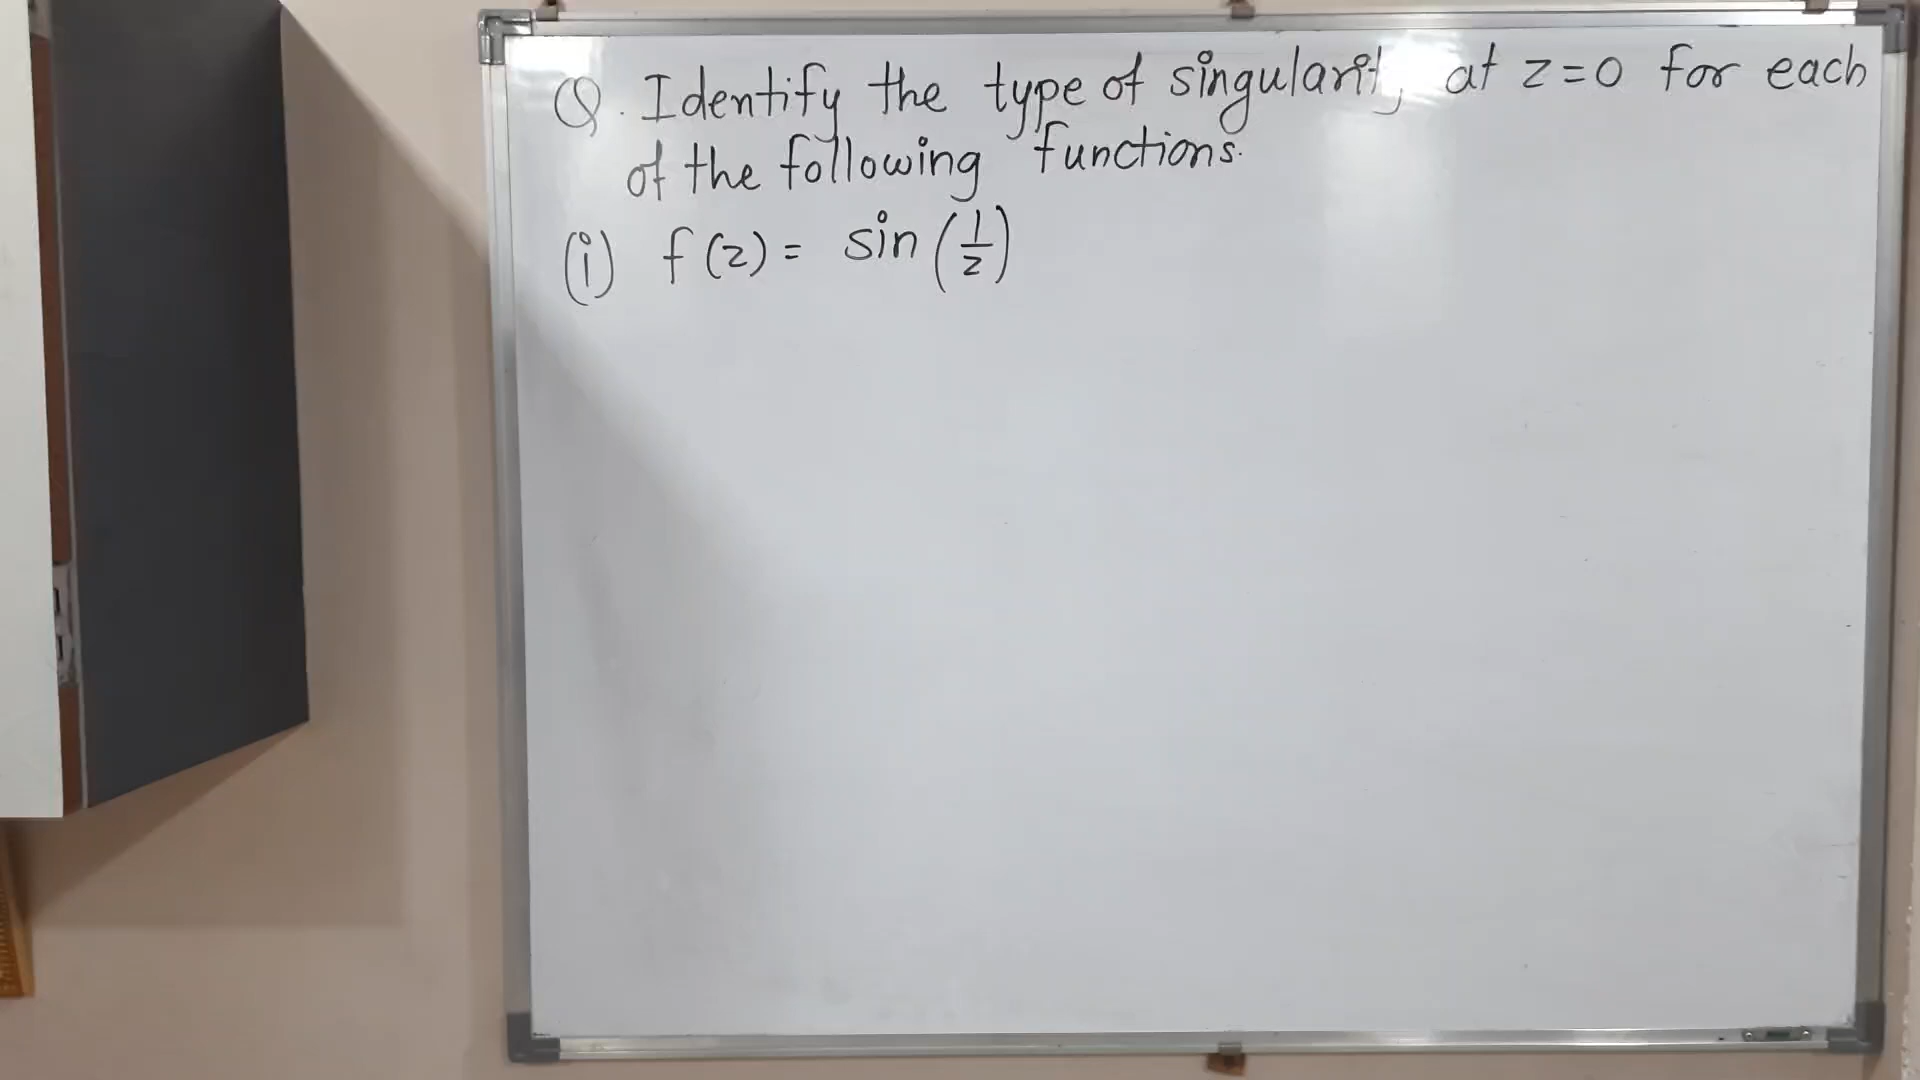 Q. Identify the type of singularity at z=0 for each
of the following functions.
(i) f(z) = sin(1/z)